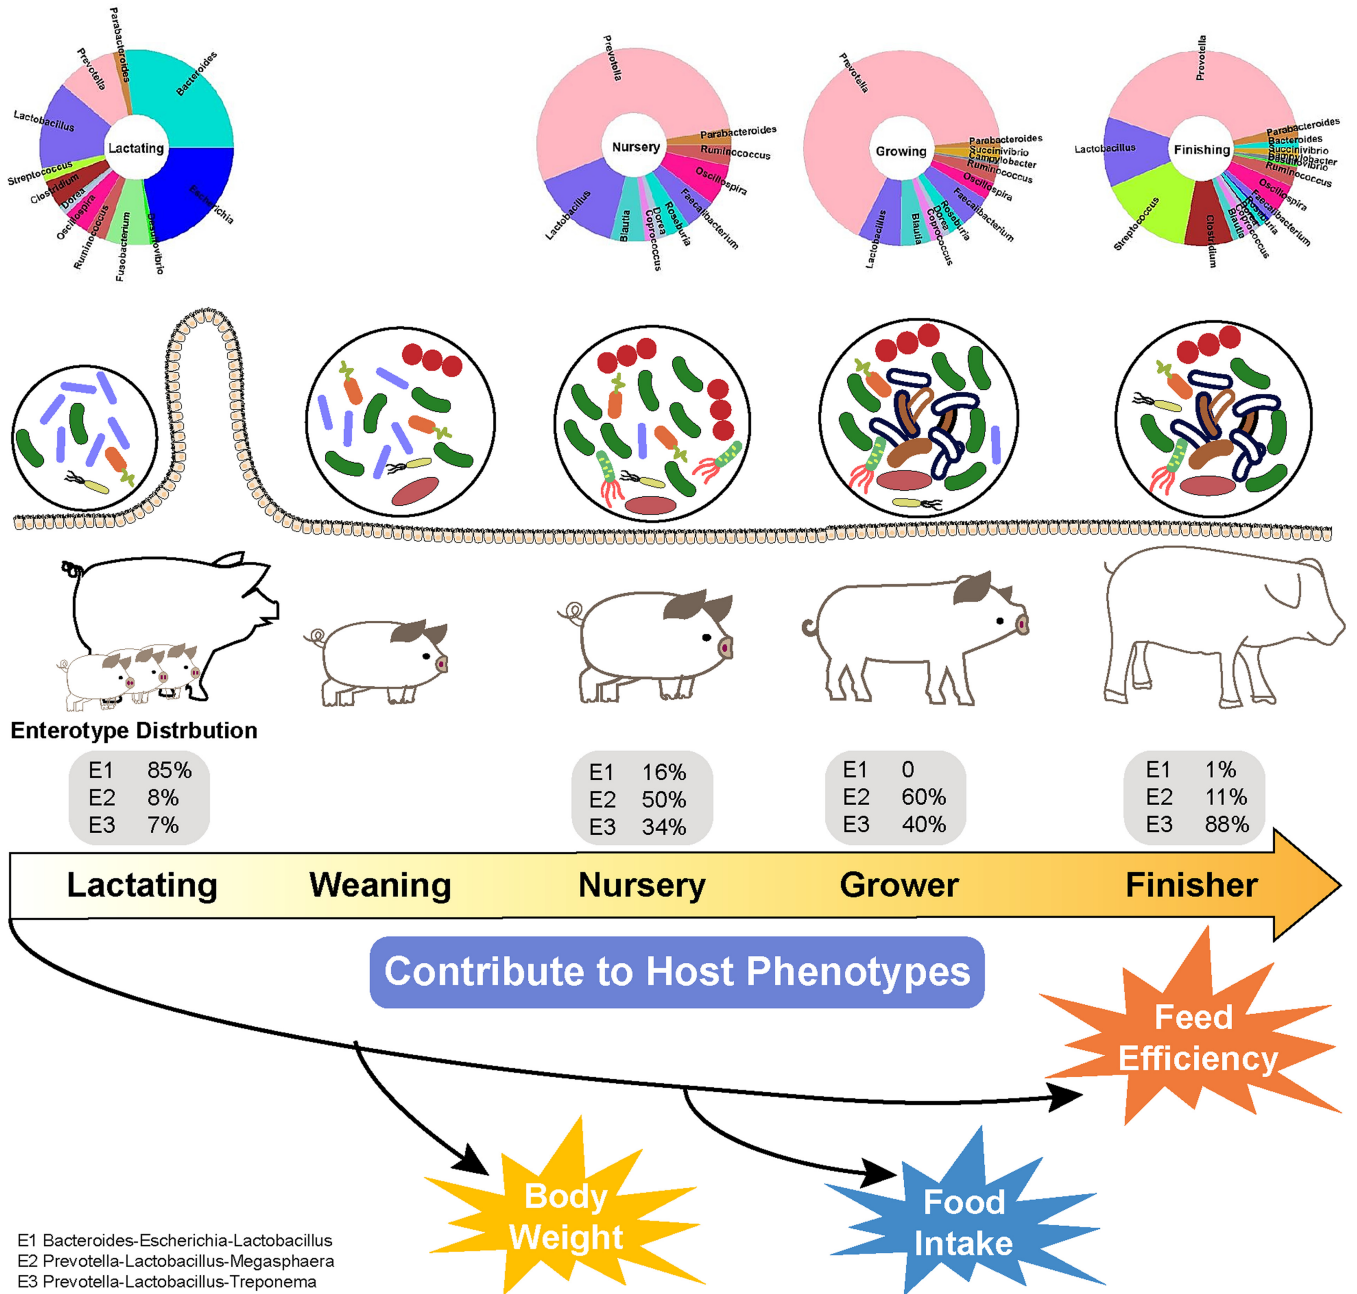 Parabacteroides
Prevotella
Bacteroides
Lactobacillus
Lactating
Streptococcus
Clostridium
Dorea
Oscillospira
Ruminococcus
Fusobacterium
Desulfovibrio
Escherichia
Prevotella
Parabacteroides
Nursery
Ruminococcus
Oscillospira
Lactobacillus
Blautia
Coprococcus
Dorea
Roseburia
Faecalibacterium
Prevotella
Parabacteroides
Succinivibrio
Growing
Campylobacter
Ruminococcus
Oscillospira
Faecalibacterium
Lactobacillus
Blautia
Coprococcus
Dorea
Roseburia
Prevotella
Parabacteroides
Bacteroides
Lactobacillus
Finishing
Succinivibrio
Campylobacter
Desulfovibrio
Ruminococcus
Oscillospira
Faecalibacterium
Streptococcus
Clostridium
Blautia
Coprococcus
Dorea
Roseburia
Enterotype Distrbution
E1 85%
E2 8%
E3 7%
E1 16%
E2 50%
E3 34%
E1 0
E2 60%
E3 40%
E1 1%
E2 11%
E3 88%
Lactating Weaning Nursery Grower Finisher
Contribute to Host Phenotypes
Feed
Efficiency
Body
Weight
Food
Intake
E1 Bacteroides-Escherichia-Lactobacillus
E2 Prevotella-Lactobacillus-Megasphaera
E3 Prevotella-Lactobacillus-Treponema